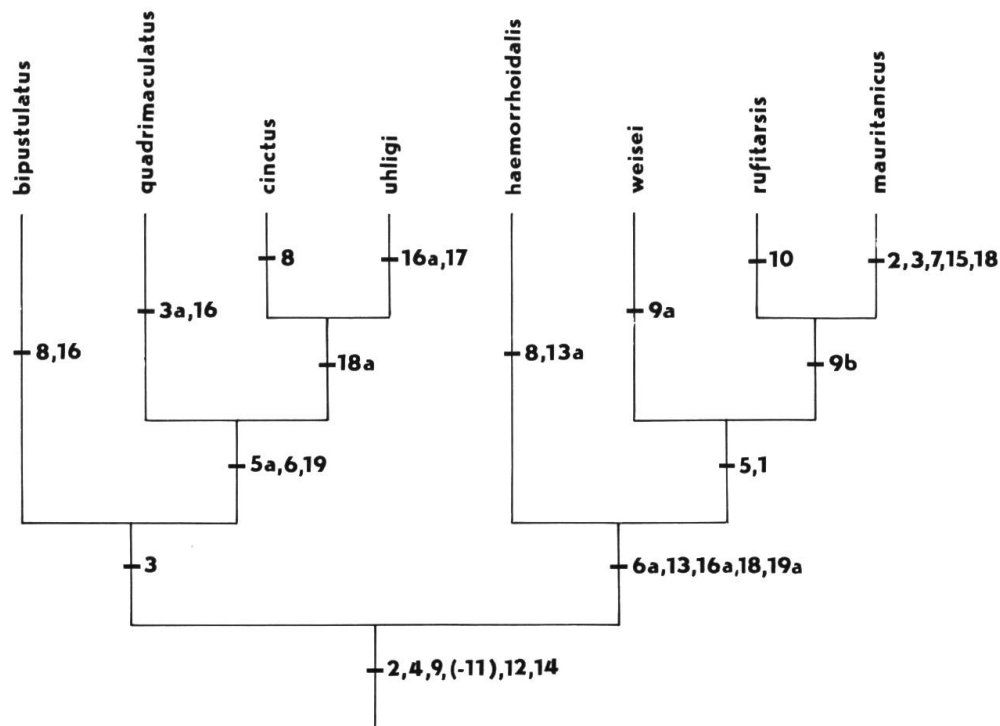 bipustulatus
quadrimaculatus
cinctus
uhligi
haemorrhoidalis
weisei
rufitarsis
mauritanicus
8
16a,17
10
2,3,7,15,18
3a,16
9a
8,16
18a
8,13a
9b
5a,6,19
5,1
3
6a,13,16a,18,19a
2,4,9,(-11),12,14